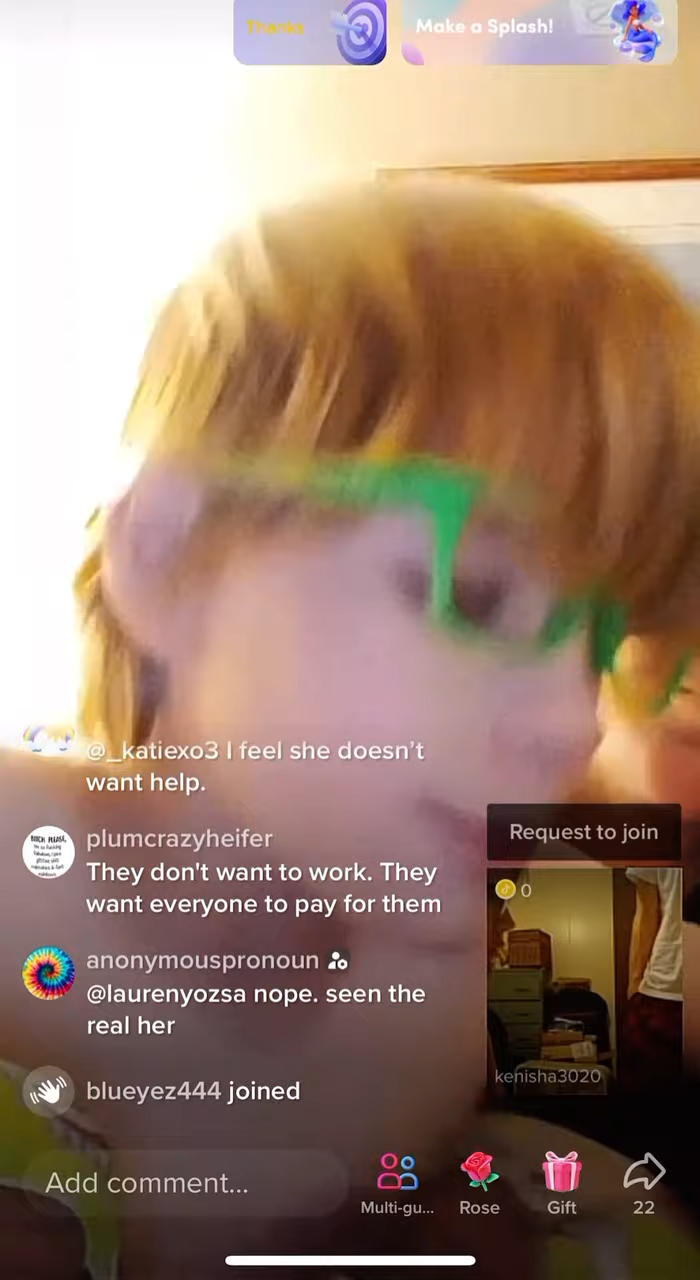 Thanks
Make a Splash!
@_katiexo3 I feel she doesn't
want help.
plumcrazyheifer
They don't want to work. They
want everyone to pay for them
anonymouspronoun
@laurenyozsa nope. seen the
real her
blueyez444 joined
Request to join
0
kenisha3020
Add comment...
Multi-gu...
Rose
Gift
22
BITCH PLEASE,